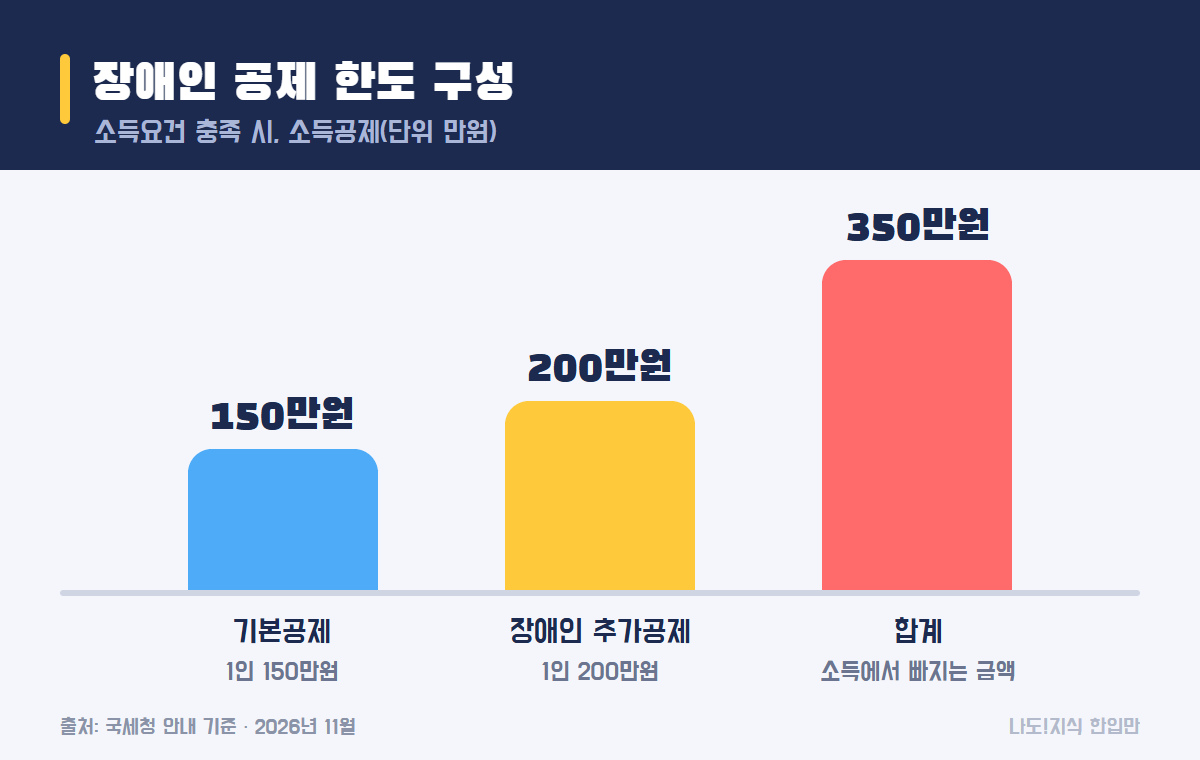 장애인 공제 한도 구성
소득요건 충족 시, 소득공제(단위 만원)
350만원
200만원
150만원
기본공제
장애인 추가공제
합계
1인 150만원
1인 200만원
소득에서 빠지는 금액
출처: 국세청 안내 기준 · 2026년 11월
나도!지식 한입만